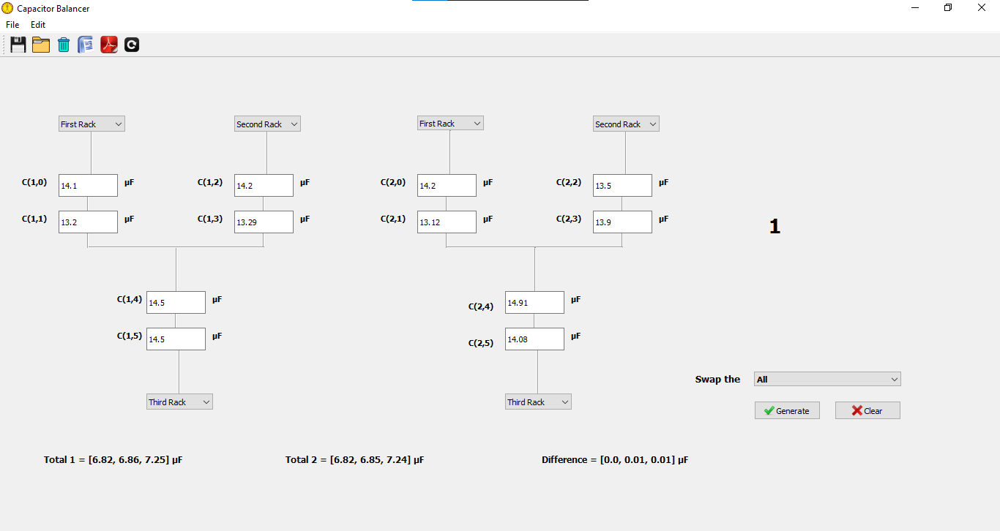 Capacitor Balancer
File Edit
First Rack Second Rack First Rack Second Rack
C(1,0) 14.1 µF C(1,2) 14.2 µF C(2,0) 14.2 µF C(2,2) 13.5 µF
C(1,1) 13.2 µF C(1,3) 13.29 µF C(2,1) 13.12 µF C(2,3) 13.9 µF
1
C(1,4) 14.5 µF C(2,4) 14.91 µF
C(1,5) 14.5 µF C(2,5) 14.08 µF
Swap the All
Third Rack Third Rack
Generate Clear
Total 1 = [6.82, 6.86, 7.25] µF Total 2 = [6.82, 6.85, 7.24] µF Difference = [0.0, 0.01, 0.01] µF